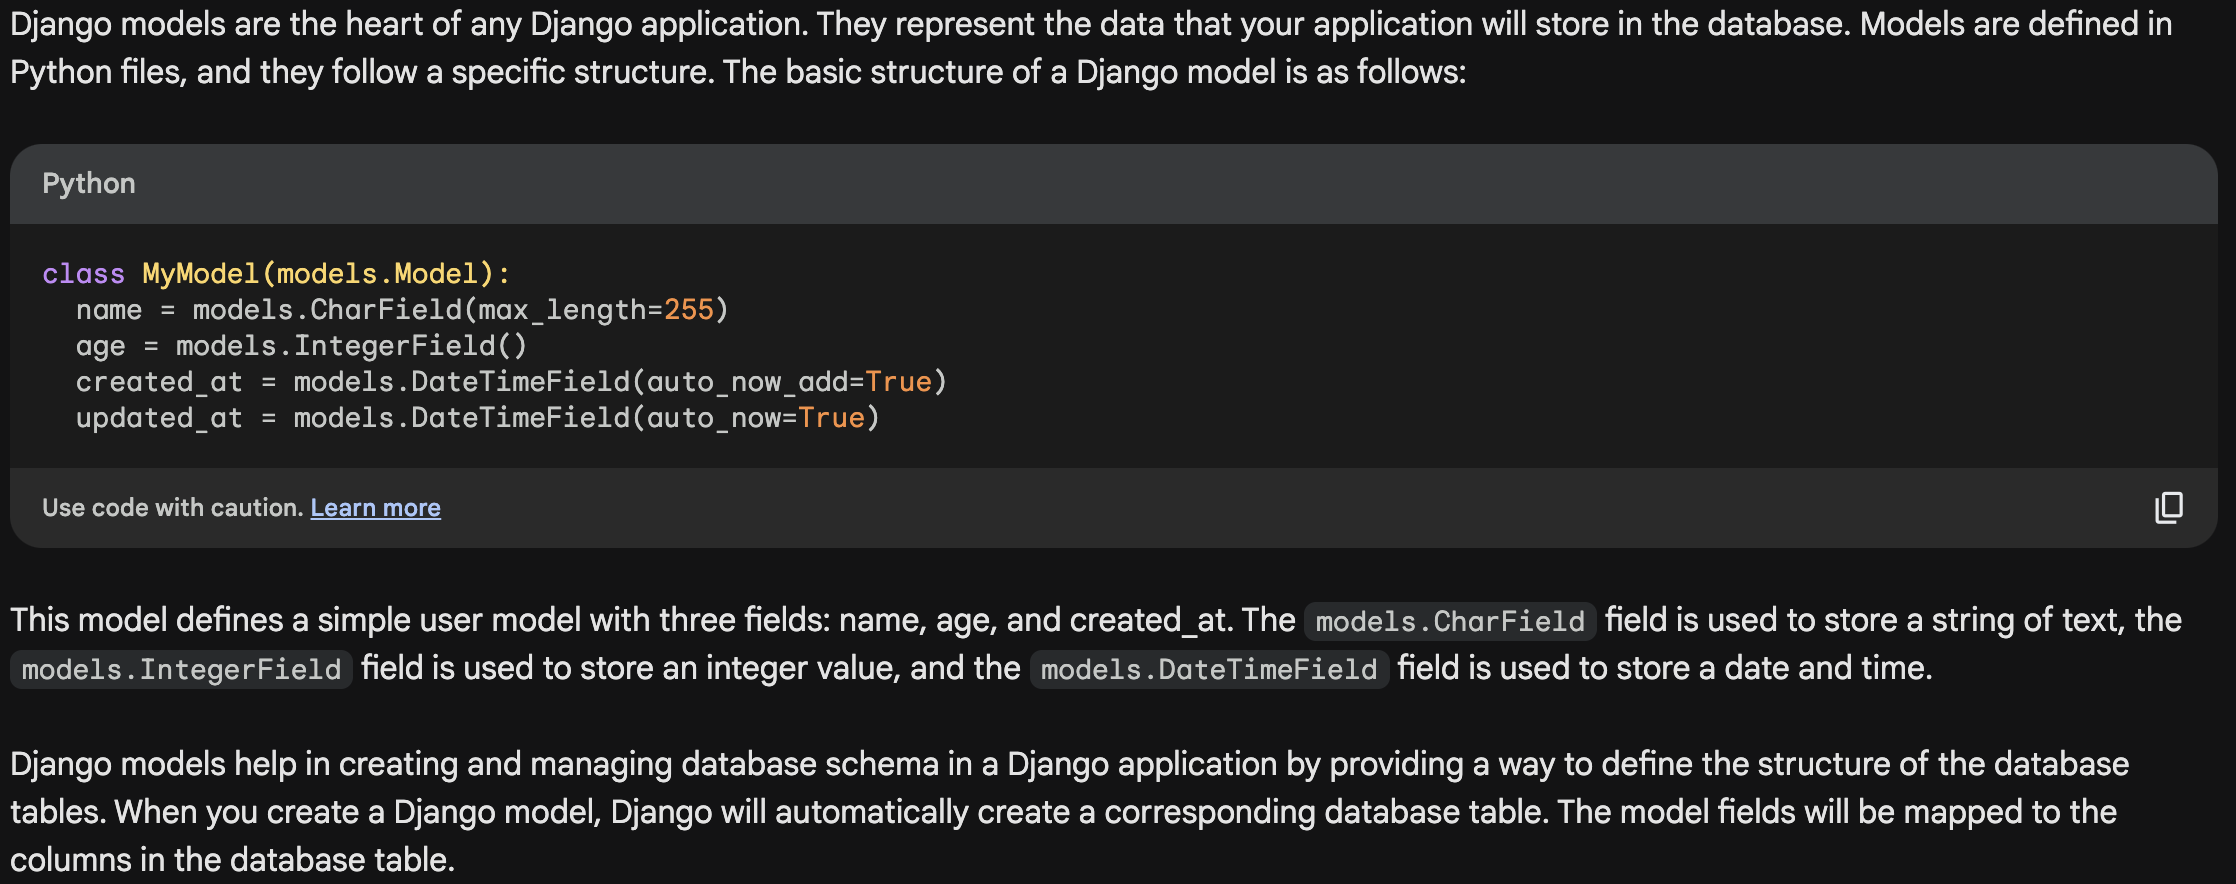 Django models are the heart of any Django application. They represent the data that your application will store in the database. Models are defined in
Python files, and they follow a specific structure. The basic structure of a Django model is as follows:
Python
class MyModel(models.Model):
  name = models.CharField(max_length=255)
  age = models.IntegerField()
  created_at = models.DateTimeField(auto_now_add=True)
  updated_at = models.DateTimeField(auto_now=True)
Use code with caution. Learn more
This model defines a simple user model with three fields: name, age, and created_at. The models.CharField field is used to store a string of text, the
models.IntegerField field is used to store an integer value, and the models.DateTimeField field is used to store a date and time.
Django models help in creating and managing database schema in a Django application by providing a way to define the structure of the database
tables. When you create a Django model, Django will automatically create a corresponding database table. The model fields will be mapped to the
columns in the database table.